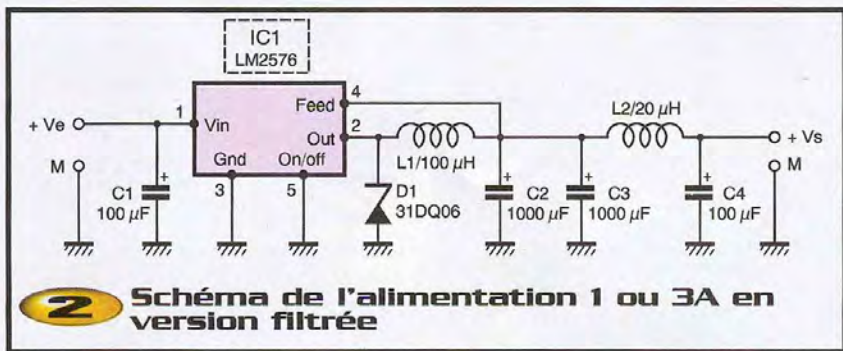 IC1
LM2576
+ Ve
M
1
Vin
Feed
4
Out
2
Gnd
3
On/off
5
C1
100 µF
+
L1/100 µH
D1
31DQ06
+
C2
1000 µF
+
C3
1000 µF
L2/20 µH
+
C4
100 µF
+ Vs
M
2
Schéma de l'alimentation 1 ou 3A en
version filtrée